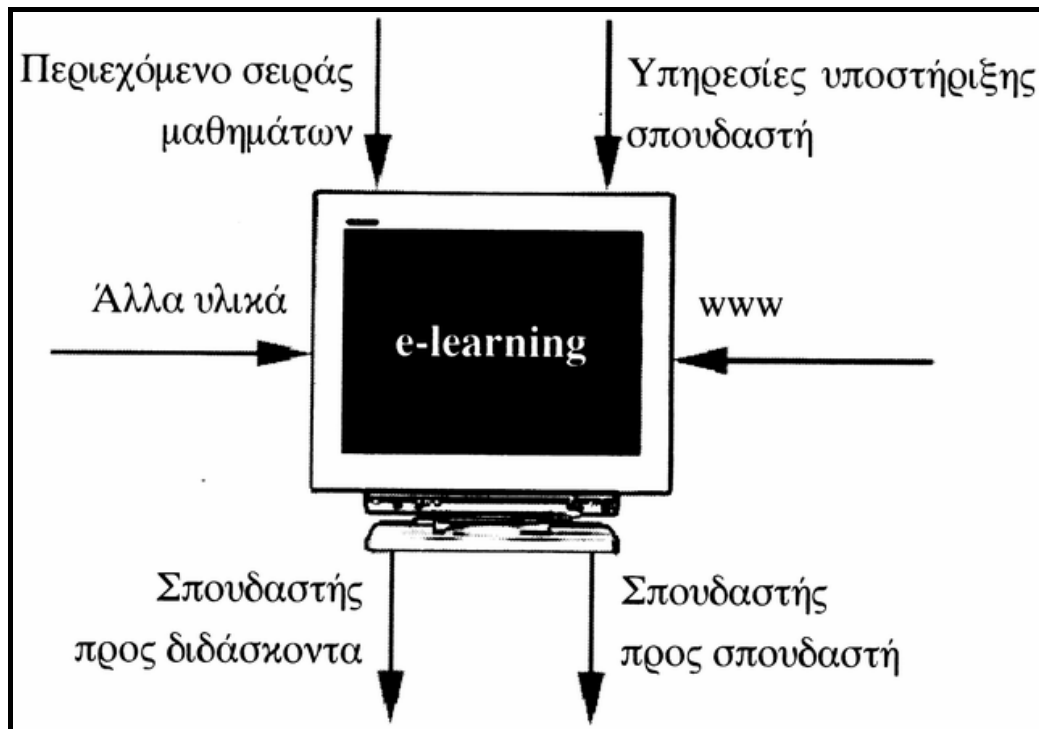 Περιεχόμενο σειράς
μαθημάτων
Υπηρεσίες υποστήριξης
σπουδαστή
Άλλα υλικά
www
e-learning
Σπουδαστής
προς διδάσκοντα
Σπουδαστής
προς σπουδαστή